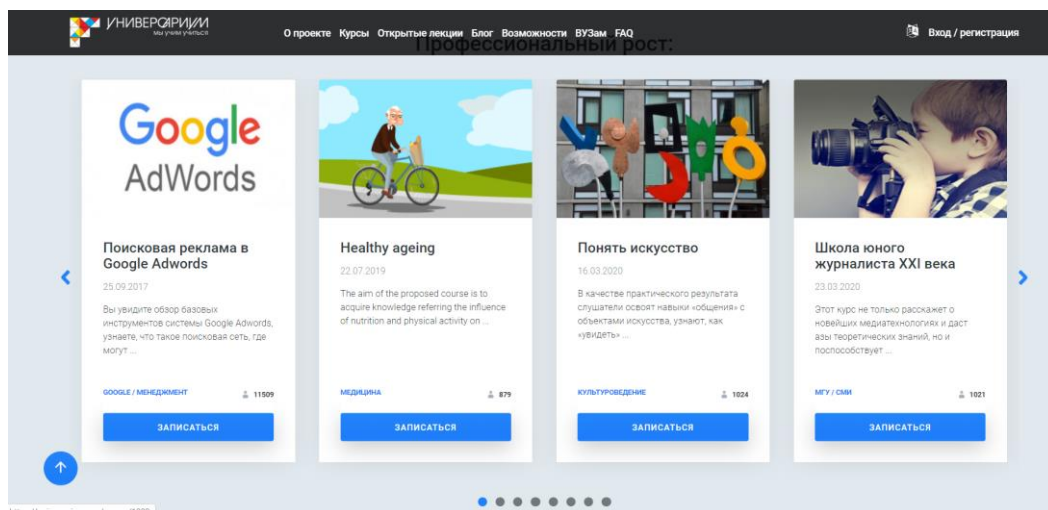 УНИВЕРСАРИУМ
МЫ УЧИМ УЧИТЬСЯ
О проекте Курсы Открытые лекции Блог Возможности ВУЗам FAQ
Вход / регистрация
Профессиональный рост:
Google
AdWords
Поисковая реклама в
Google Adwords
25.09.2017
Вы увидите обзор базовых
инструментов системы Google Adwords,
узнаете, что такое поисковая сеть, где
могут ...
GOOGLE / МЕНЕДЖМЕНТ 11509
ЗАПИСАТЬСЯ
Healthy ageing
22.07.2019
The aim of the proposed course is to
acquire knowledge referring the influence
of nutrition and physical activity on ...
МЕДИЦИНА 879
ЗАПИСАТЬСЯ
Понять искусство
16.03.2020
В качестве практического результата
слушатели освоят навыки «общения» с
объектами искусства, узнают, как
«увидеть» ...
КУЛЬТУРОВЕДЕНИЕ 1024
ЗАПИСАТЬСЯ
Школа юного
журналиста XXI века
23.03.2020
Этот курс не только расскажет о
новейших медиатехнологиях и даст
азы теоретических знаний, но и
поспособствует ...
МГУ / СМИ 1021
ЗАПИСАТЬСЯ